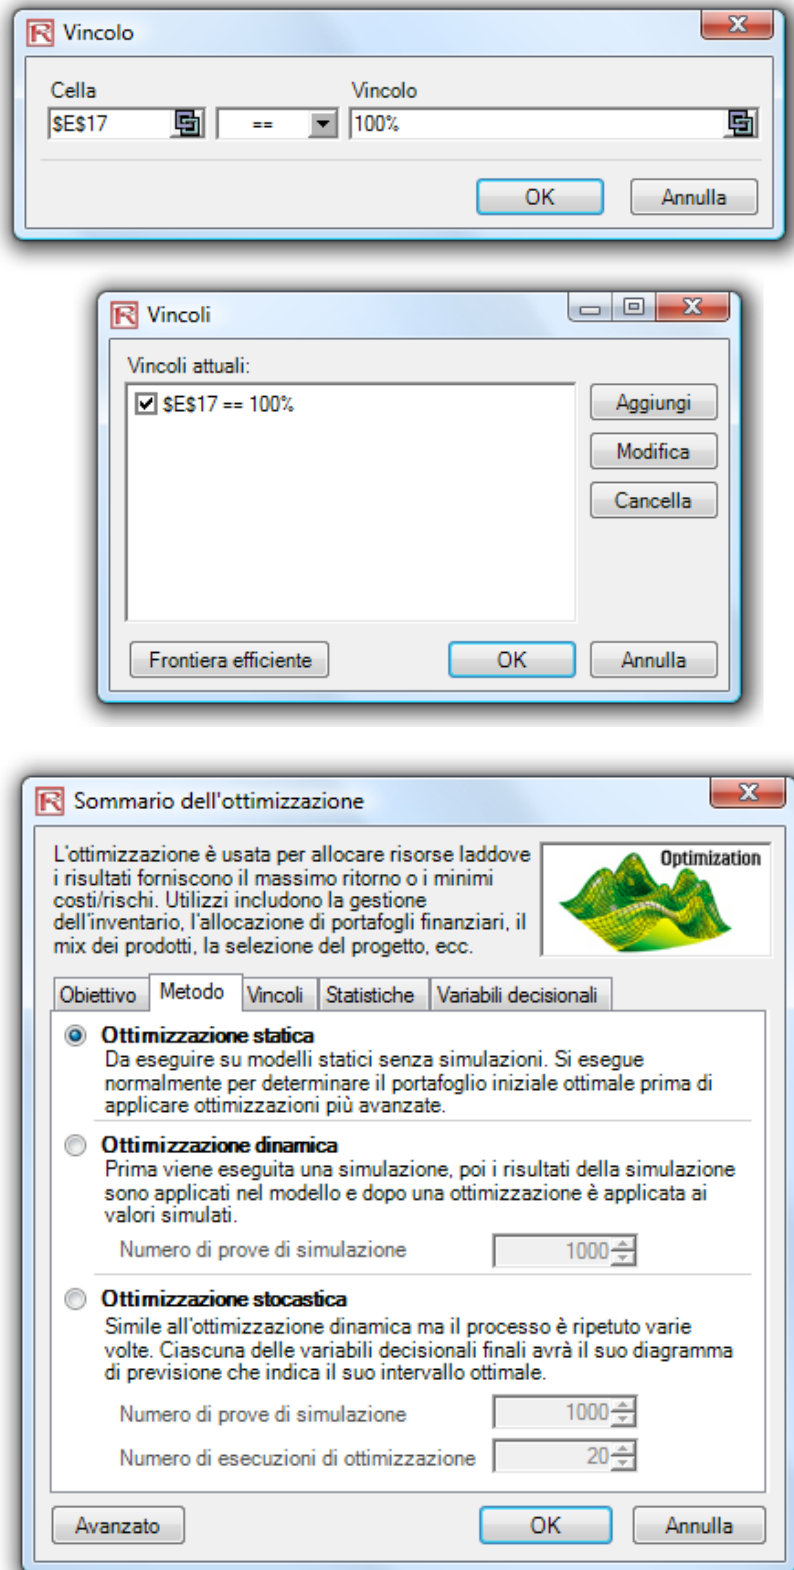 Vincolo
Cella Vincolo
$E$17 == 100%
OK Annulla
Vincoli
Vincoli attuali:
$E$17 == 100%
Aggiungi
Modifica
Cancella
Frontiera efficiente OK Annulla
Sommario dell'ottimizzazione
L'ottimizzazione è usata per allocare risorse laddove
i risultati forniscono il massimo ritorno o i minimi
costi/rischi. Utilizzi includono la gestione
dell'inventario, l'allocazione di portafogli finanziari, il
mix dei prodotti, la selezione del progetto, ecc.
Optimization
Obiettivo Metodo Vincoli Statistiche Variabili decisionali
Ottimizzazione statica
Da eseguire su modelli statici senza simulazioni. Si esegue
normalmente per determinare il portafoglio iniziale ottimale prima di
applicare ottimizzazioni più avanzate.
Ottimizzazione dinamica
Prima viene eseguita una simulazione, poi i risultati della simulazione
sono applicati nel modello e dopo una ottimizzazione è applicata ai
valori simulati.
Numero di prove di simulazione 1000
Ottimizzazione stocastica
Simile all'ottimizzazione dinamica ma il processo è ripetuto varie
volte. Ciascuna delle variabili decisionali finali avrà il suo diagramma
di previsione che indica il suo intervallo ottimale.
Numero di prove di simulazione 1000
Numero di esecuzioni di ottimizzazione 20
Avanzato OK Annulla